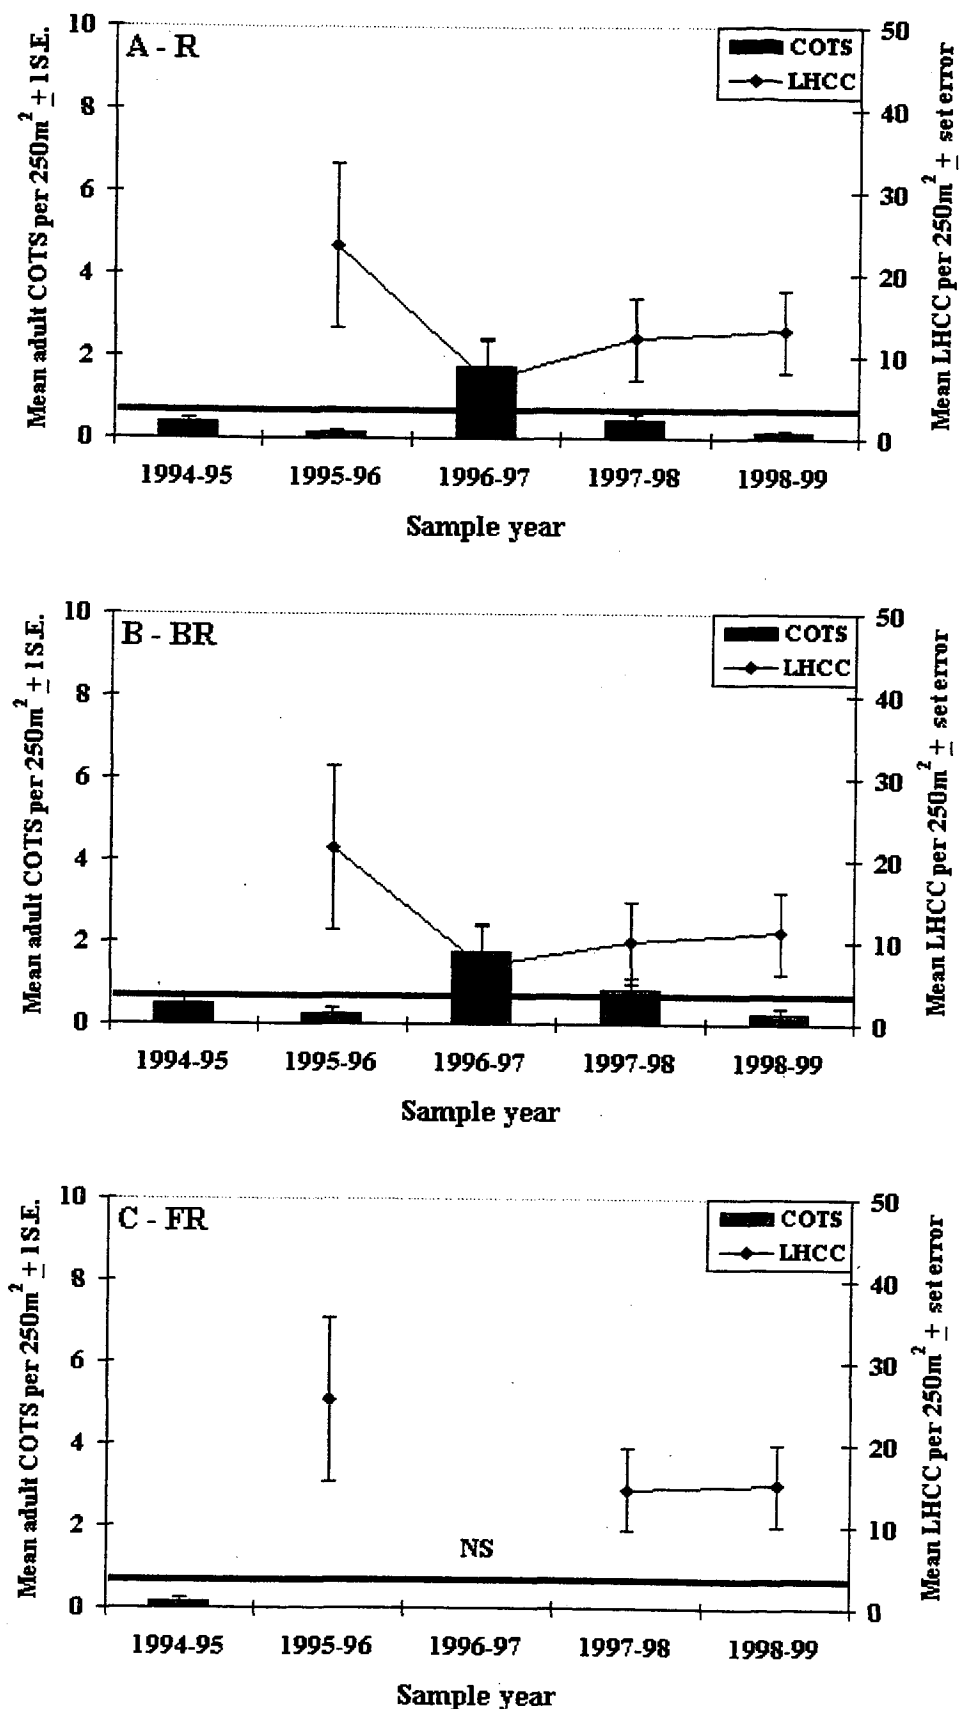 A - R
COTS
LHCC
Mean adult COTS per 250m² ± 1S.E.
10
8
6
4
2
0
50
40
30
20
10
0
Mean LHCC per 250m² ± set error
1994-95 1995-96 1996-97 1997-98 1998-99
Sample year
B - BR
COTS
LHCC
Mean adult COTS per 250m² ± 1S.E.
10
8
6
4
2
0
50
40
30
20
10
0
Mean LHCC per 250m² ± set error
1994-95 1995-96 1996-97 1997-98 1998-99
Sample year
C - FR
COTS
LHCC
Mean adult COTS per 250m² ± 1S.E.
10
8
6
4
2
0
NS
50
40
30
20
10
0
Mean LHCC per 250m² ± set error
1994-95 1995-96 1996-97 1997-98 1998-99
Sample year